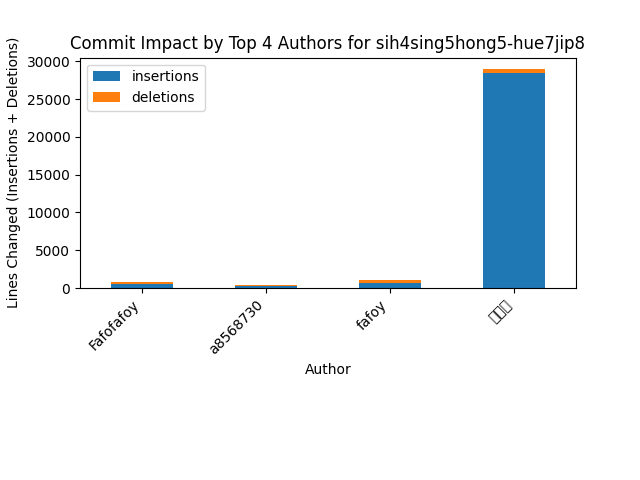 Commit Impact by Top 4 Authors for sih4sing5hong5-hue7jip8
Lines Changed (Insertions + Deletions)
30000
25000
20000
15000
10000
5000
0
insertions
deletions
Fafofafoy
a8568730
fafoy
Author